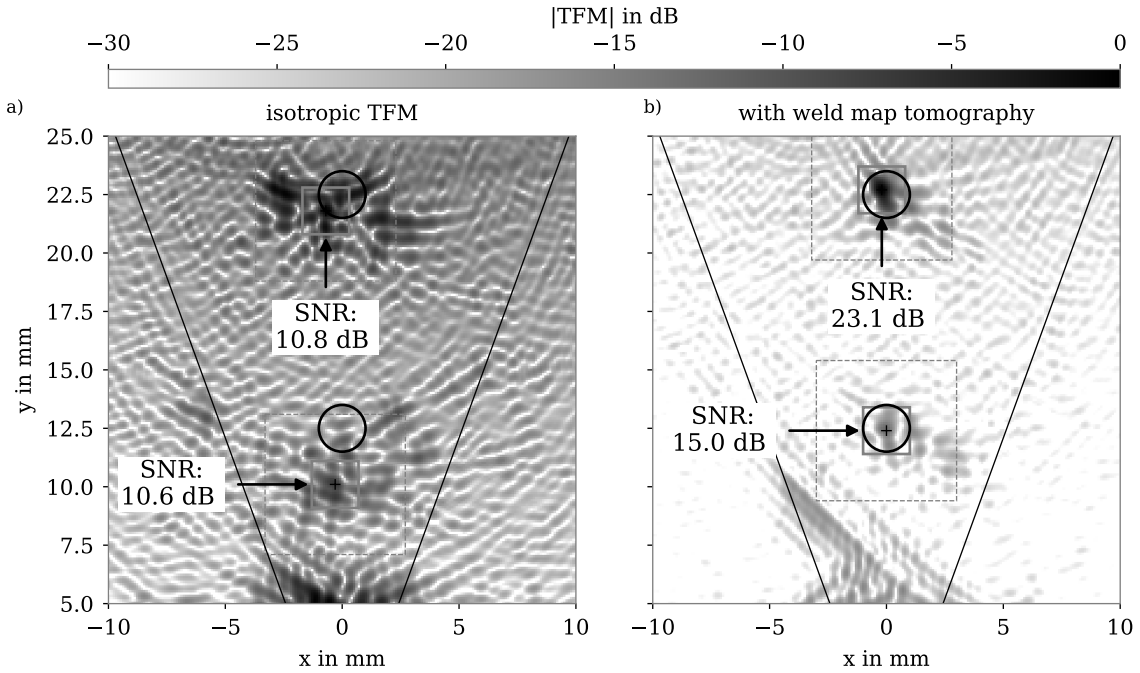 |TFM| in dB
−30 −25 −20 −15 −10 −5 0
a) isotropic TFM
b) with weld map tomography
25.0
22.5
20.0
17.5
15.0
12.5
10.0
7.5
5.0
y in mm
SNR:
10.8 dB
SNR:
10.6 dB
−10 −5 0 5 10
x in mm
SNR:
23.1 dB
SNR:
15.0 dB
−10 −5 0 5 10
x in mm